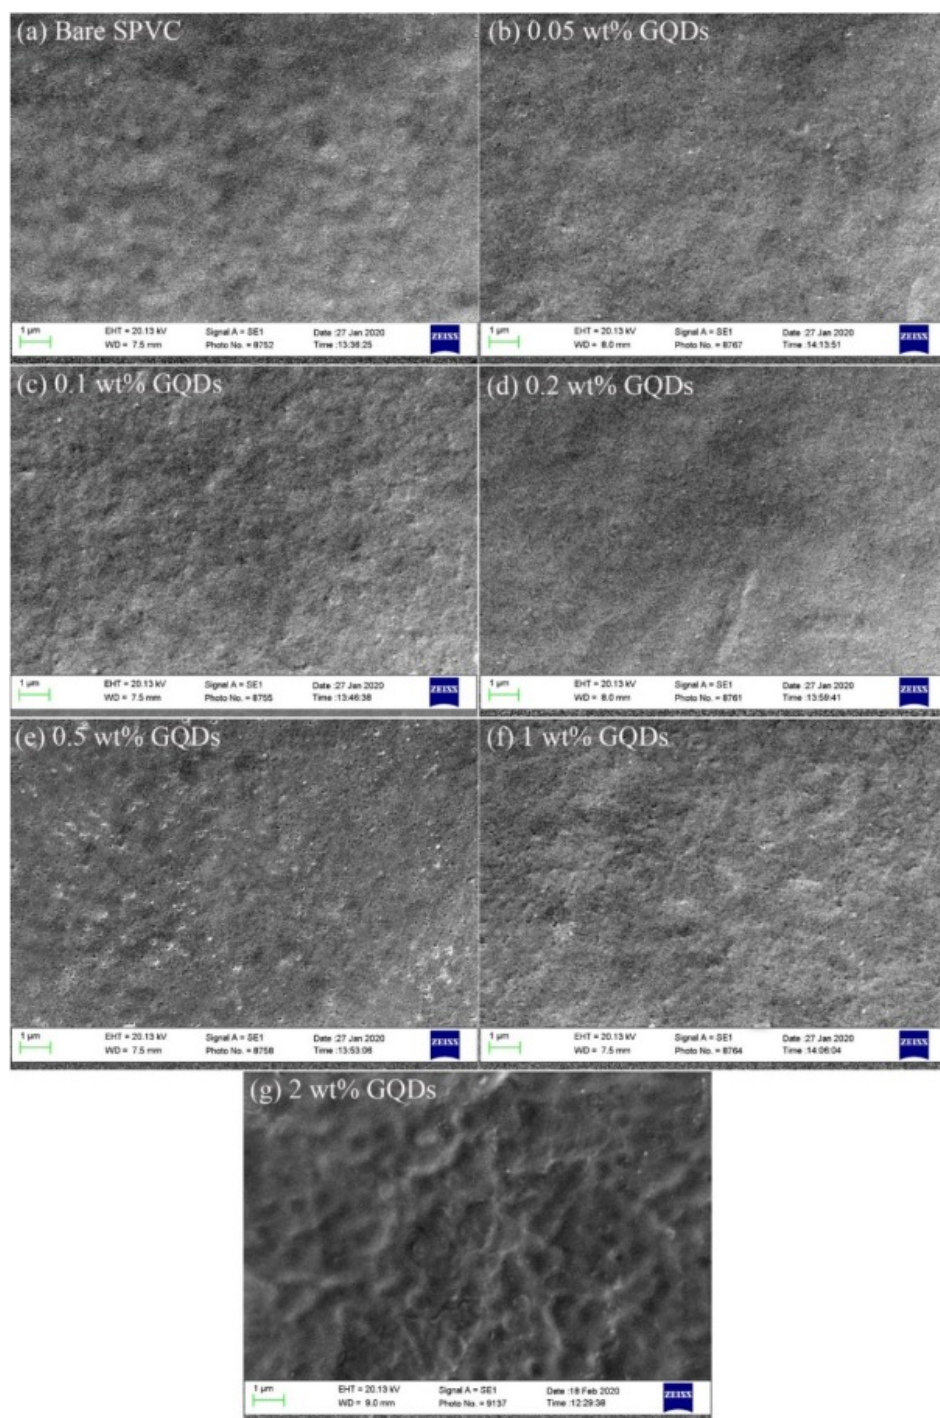 (a) Bare SPVC
(b) 0.05 wt% GQDs
1 µm
EHT = 20.13 kV
Signal A = SE1
Date :27 Jan 2020
WD = 7.5 mm
Photo No. = 8752
Time :13:36:25
ZEISS
1 µm
EHT = 20.13 kV
Signal A = SE1
Date :27 Jan 2020
WD = 8.0 mm
Photo No. = 8767
Time :14:13:51
ZEISS
(c) 0.1 wt% GQDs
(d) 0.2 wt% GQDs
1 µm
EHT = 20.13 kV
Signal A = SE1
Date :27 Jan 2020
WD = 7.5 mm
Photo No. = 8755
Time :13:46:36
ZEISS
1 µm
EHT = 20.13 kV
Signal A = SE1
Date :27 Jan 2020
WD = 8.0 mm
Photo No. = 8761
Time :13:59:41
ZEISS
(e) 0.5 wt% GQDs
(f) 1 wt% GQDs
1 µm
EHT = 20.13 kV
Signal A = SE1
Date :27 Jan 2020
WD = 7.5 mm
Photo No. = 8758
Time :13:53:06
ZEISS
1 µm
EHT = 20.13 kV
Signal A = SE1
Date :27 Jan 2020
WD = 7.5 mm
Photo No. = 8764
Time :14:06:04
ZEISS
(g) 2 wt% GQDs
1 µm
EHT = 20.13 kV
Signal A = SE1
Date :18 Feb 2020
WD = 9.0 mm
Photo No. = 9137
Time :12:29:38
ZEISS